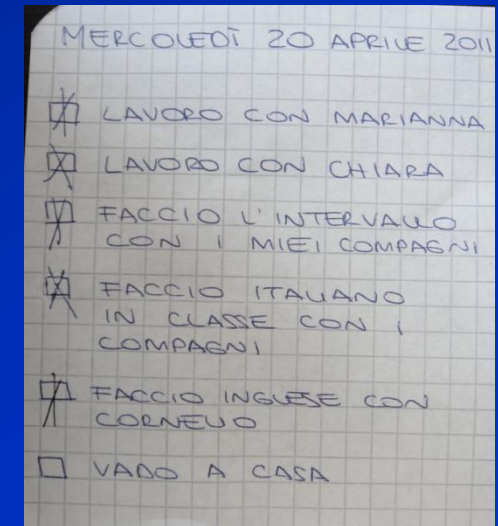 MERCOLEDÌ 20 APRILE 2011
LAVORO CON MARIANNA
LAVORO CON CHIARA
FACCIO L'INTERVALLO
CON I MIEI COMPAGNI
FACCIO ITALIANO
IN CLASSE CON I
COMPAGNI
FACCIO INGLESE CON
CORNELIO
VADO A CASA